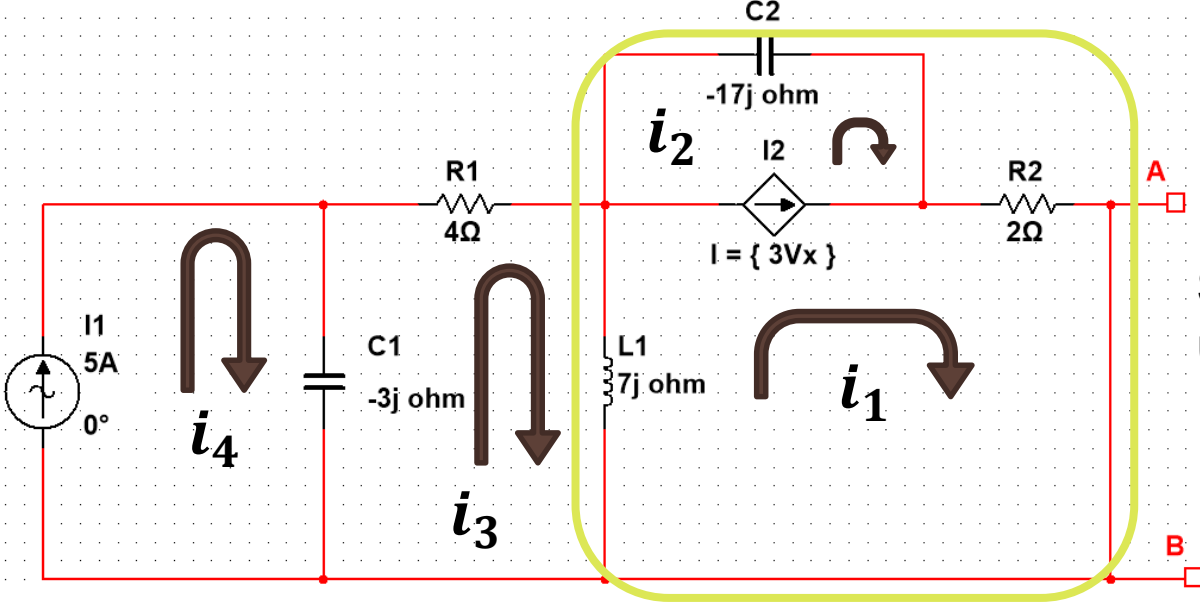 C2
-17j ohm
i2
I2
I = { 3Vx }
R1
4Ω
R2
2Ω
A
I1
5A
0°
C1
-3j ohm
L1
7j ohm
i1
i4
i3
B